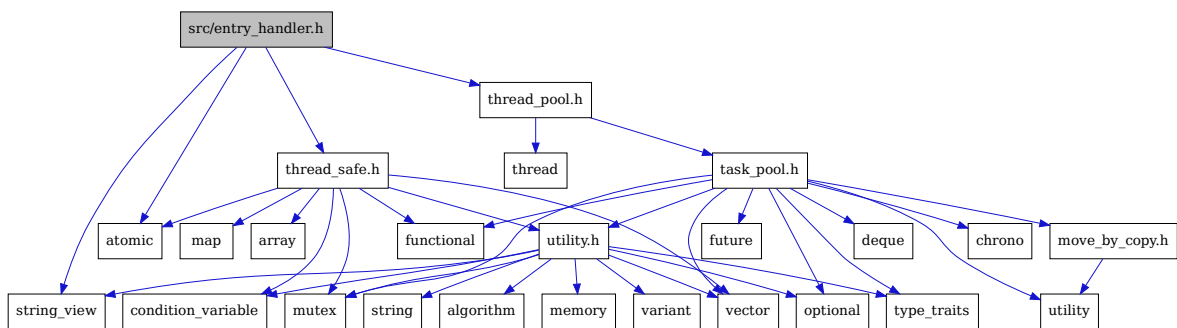 src/entry_handler.h
thread_pool.h
thread_safe.h
thread
task_pool.h
atomic
map
array
functional
utility.h
future
deque
chrono
move_by_copy.h
string_view
condition_variable
mutex
string
algorithm
memory
variant
vector
optional
type_traits
utility